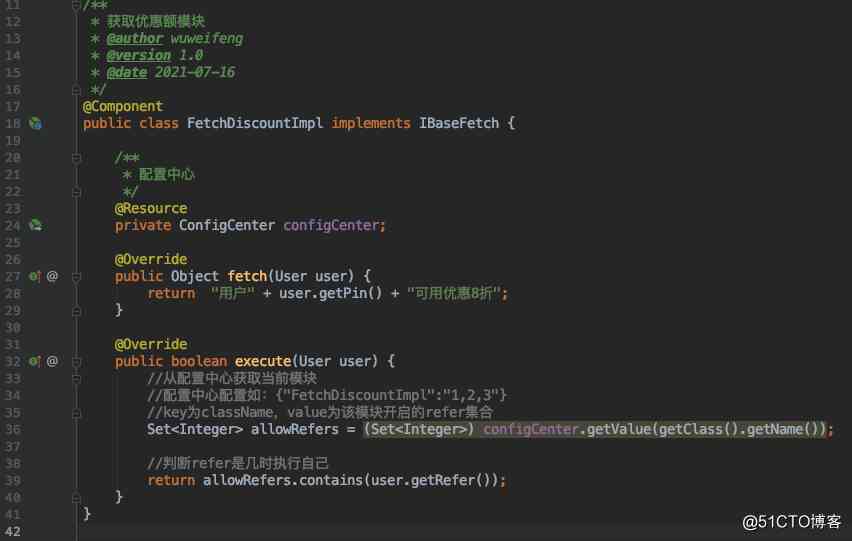 11 /**
12 * 获取优惠额模块
13 * @author wuweifeng
14 * @version 1.0
15 * @date 2021-07-16
16 */
17 @Component
18 public class FetchDiscountImpl implements IBaseFetch {
19
20 /**
21 * 配置中心
22 */
23 @Resource
24 private ConfigCenter configCenter;
25
26 @Override
27 @ public Object fetch(User user) {
28 return "用户" + user.getPin() + "可用优惠8折";
29 }
30
31 @Override
32 @ public boolean execute(User user) {
33 //从配置中心获取当前模块
34 //配置中心配置如：{"FetchDiscountImpl":"1,2,3"}
35 //key为className，value为该模块开启的refer集合
36 Set<Integer> allowRefers = (Set<Integer>) configCenter.getValue(getClass().getName());
37
38 //判断refer是几时执行自己
39 return allowRefers.contains(user.getRefer());
40 }
41 }
42
@51CTO博客